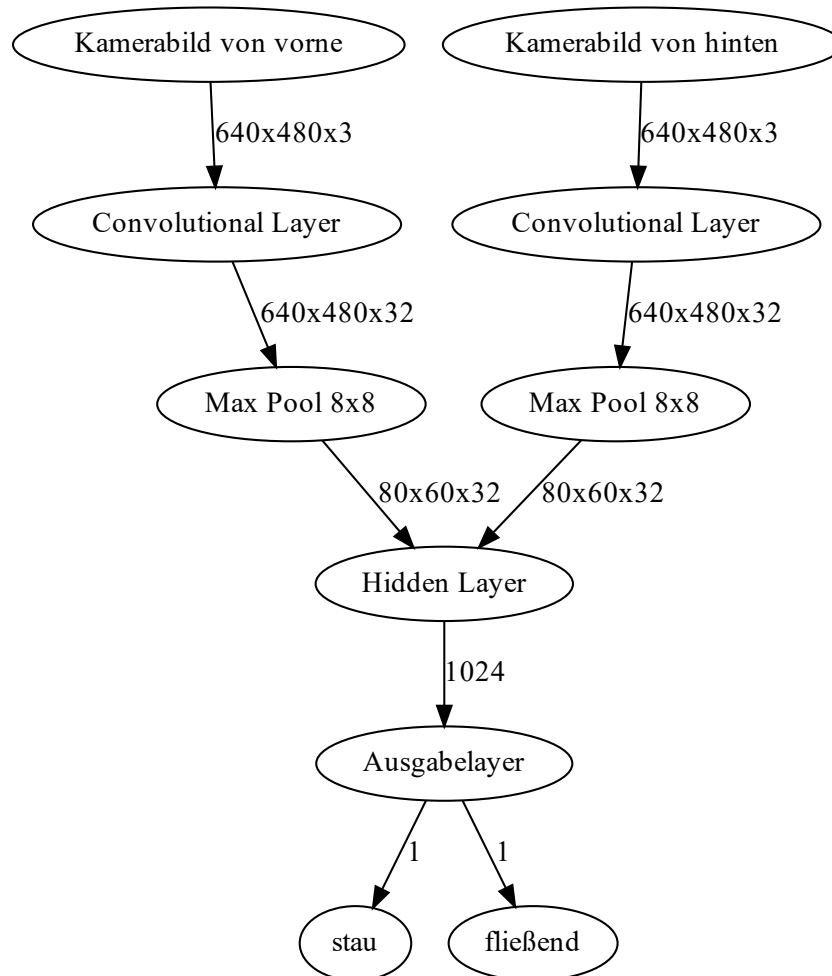 Kamerabild von vorne
Kamerabild von hinten
640x480x3
640x480x3
Convolutional Layer
Convolutional Layer
640x480x32
640x480x32
Max Pool 8x8
Max Pool 8x8
80x60x32
80x60x32
Hidden Layer
1024
Ausgabelayer
1
1
stau
fließend